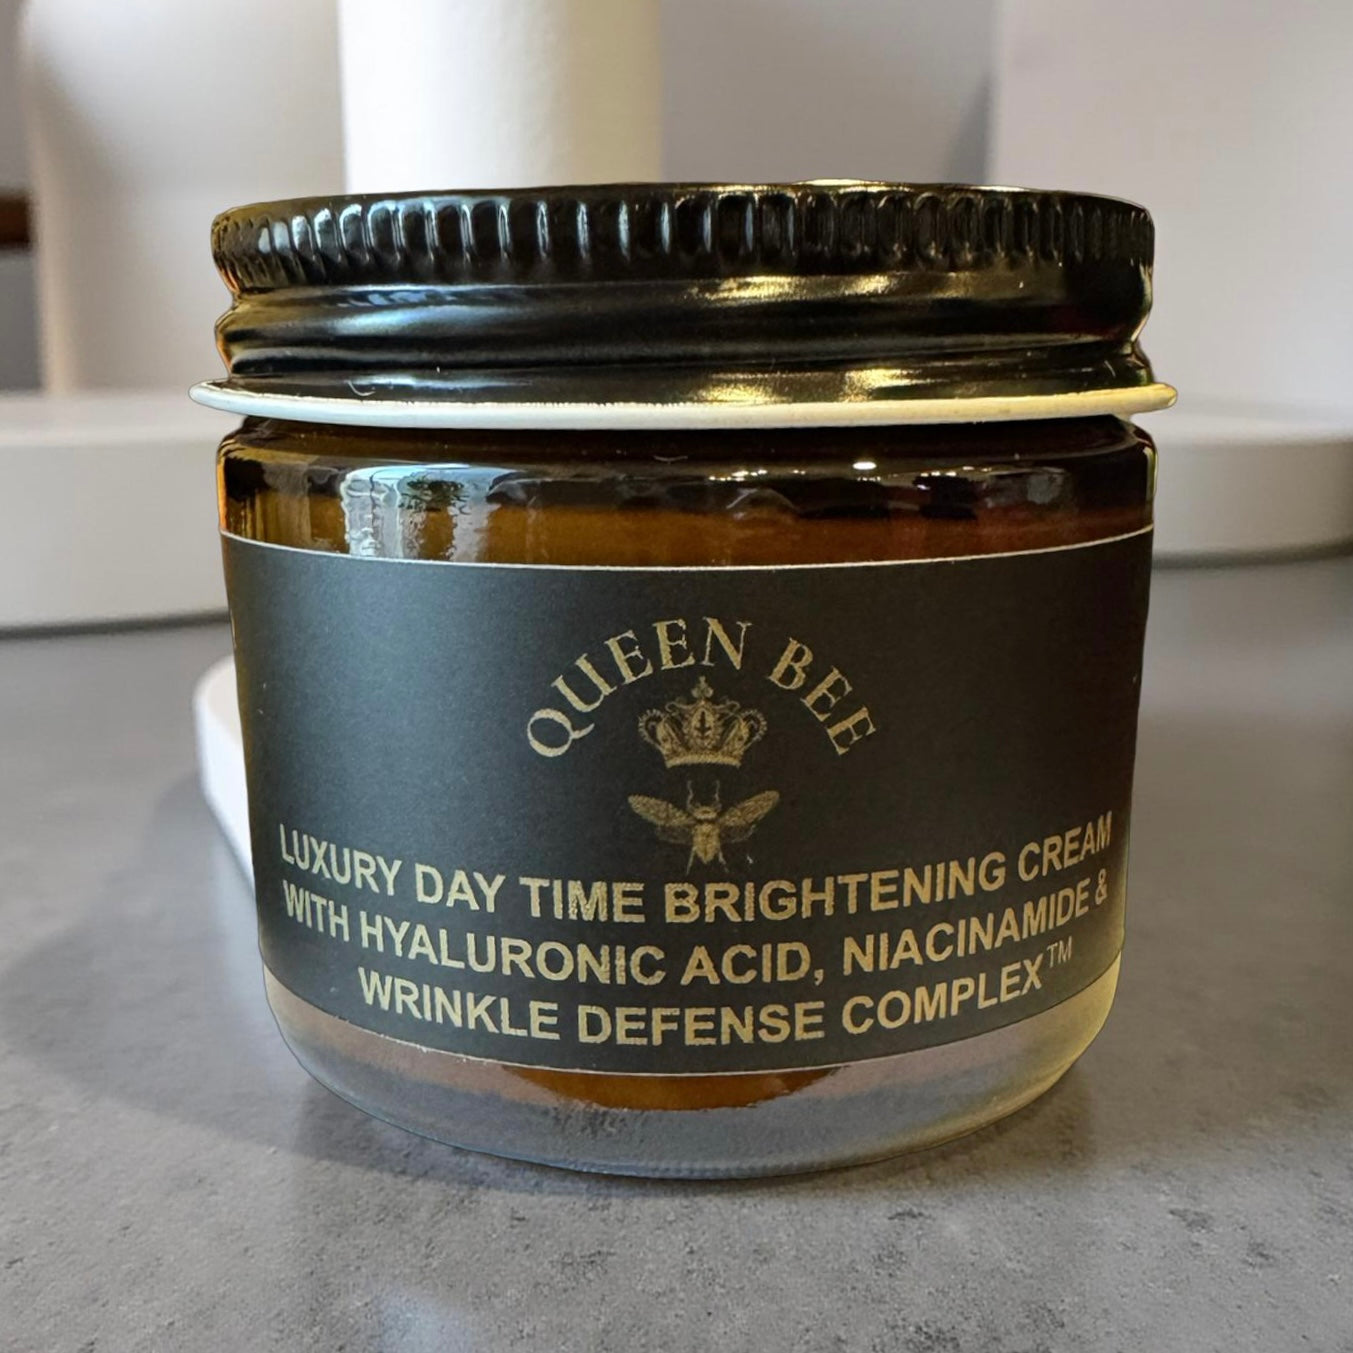 QUEEN BEE
LUXURY DAY TIME BRIGHTENING CREAM
WITH HYALURONIC ACID, NIACINAMIDE &
WRINKLE DEFENSE COMPLEX™